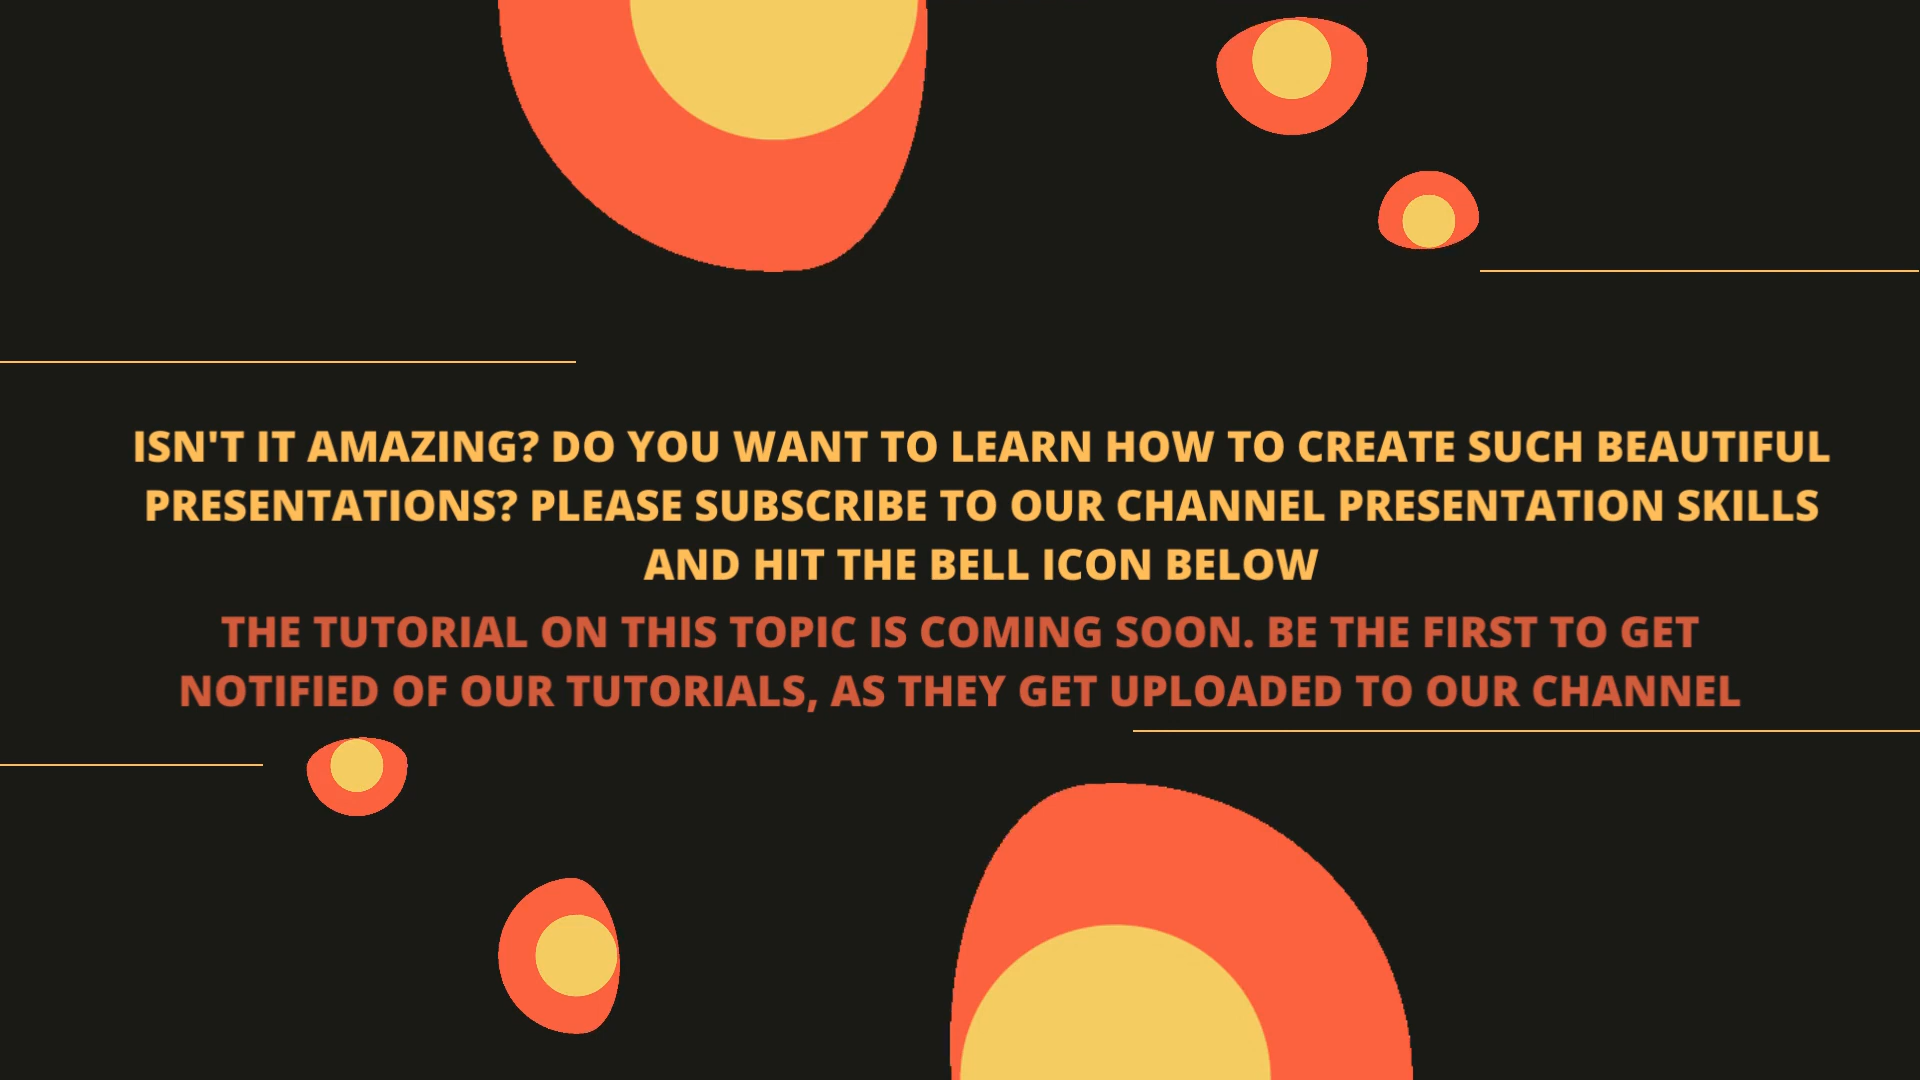 ISN'T IT AMAZING? DO YOU WANT TO LEARN HOW TO CREATE SUCH BEAUTIFUL
PRESENTATIONS? PLEASE SUBSCRIBE TO OUR CHANNEL PRESENTATION SKILLS
AND HIT THE BELL ICON BELOW
THE TUTORIAL ON THIS TOPIC IS COMING SOON. BE THE FIRST TO GET
NOTIFIED OF OUR TUTORIALS, AS THEY GET UPLOADED TO OUR CHANNEL